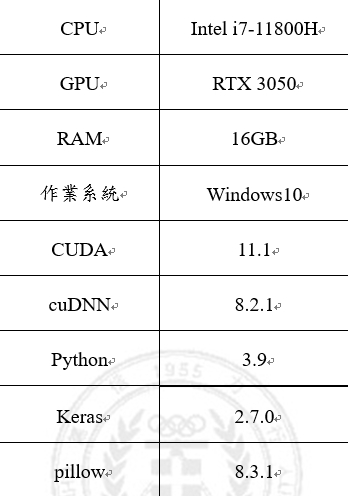 CPU Intel i7-11800H
GPU RTX 3050
RAM 16GB
作業系統 Windows10
CUDA 11.1
cuDNN 8.2.1
Python 3.9
1955
Keras 2.7.0
pillow 8.3.1